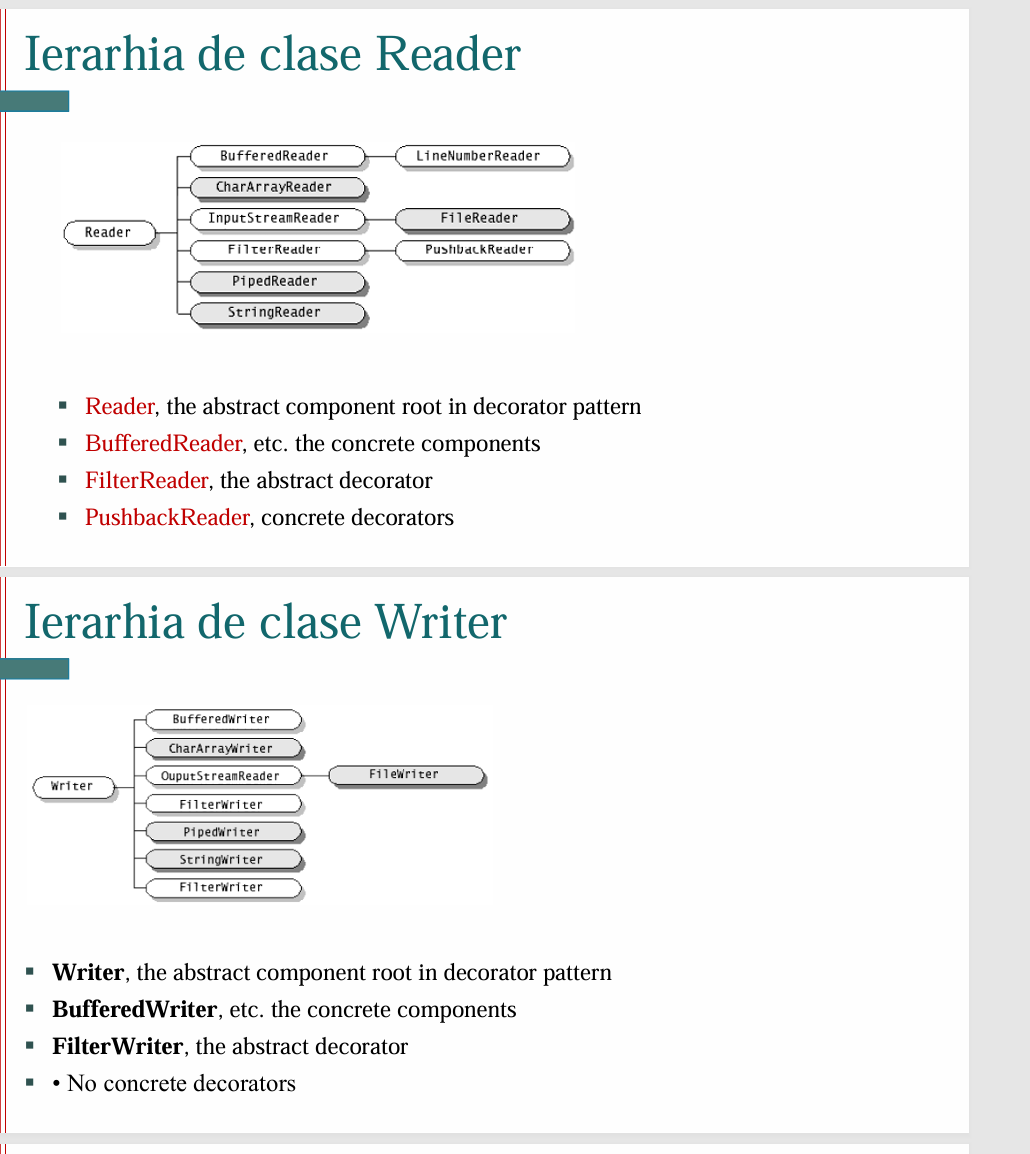 Ierarhia de clase Reader
BufferedReader
LineNumberReader
CharArrayReader
InputStreamReader
FileReader
Reader
FilterReader
PushbackReader
PipedReader
StringReader
Reader, the abstract component root in decorator pattern
BufferedReader, etc. the concrete components
FilterReader, the abstract decorator
PushbackReader, concrete decorators
Ierarhia de clase Writer
BufferedWriter
CharArrayWriter
OuputStreamReader
FileWriter
Writer
FilterWriter
PipedWriter
StringWriter
FilterWriter
Writer, the abstract component root in decorator pattern
BufferedWriter, etc. the concrete components
FilterWriter, the abstract decorator
• No concrete decorators